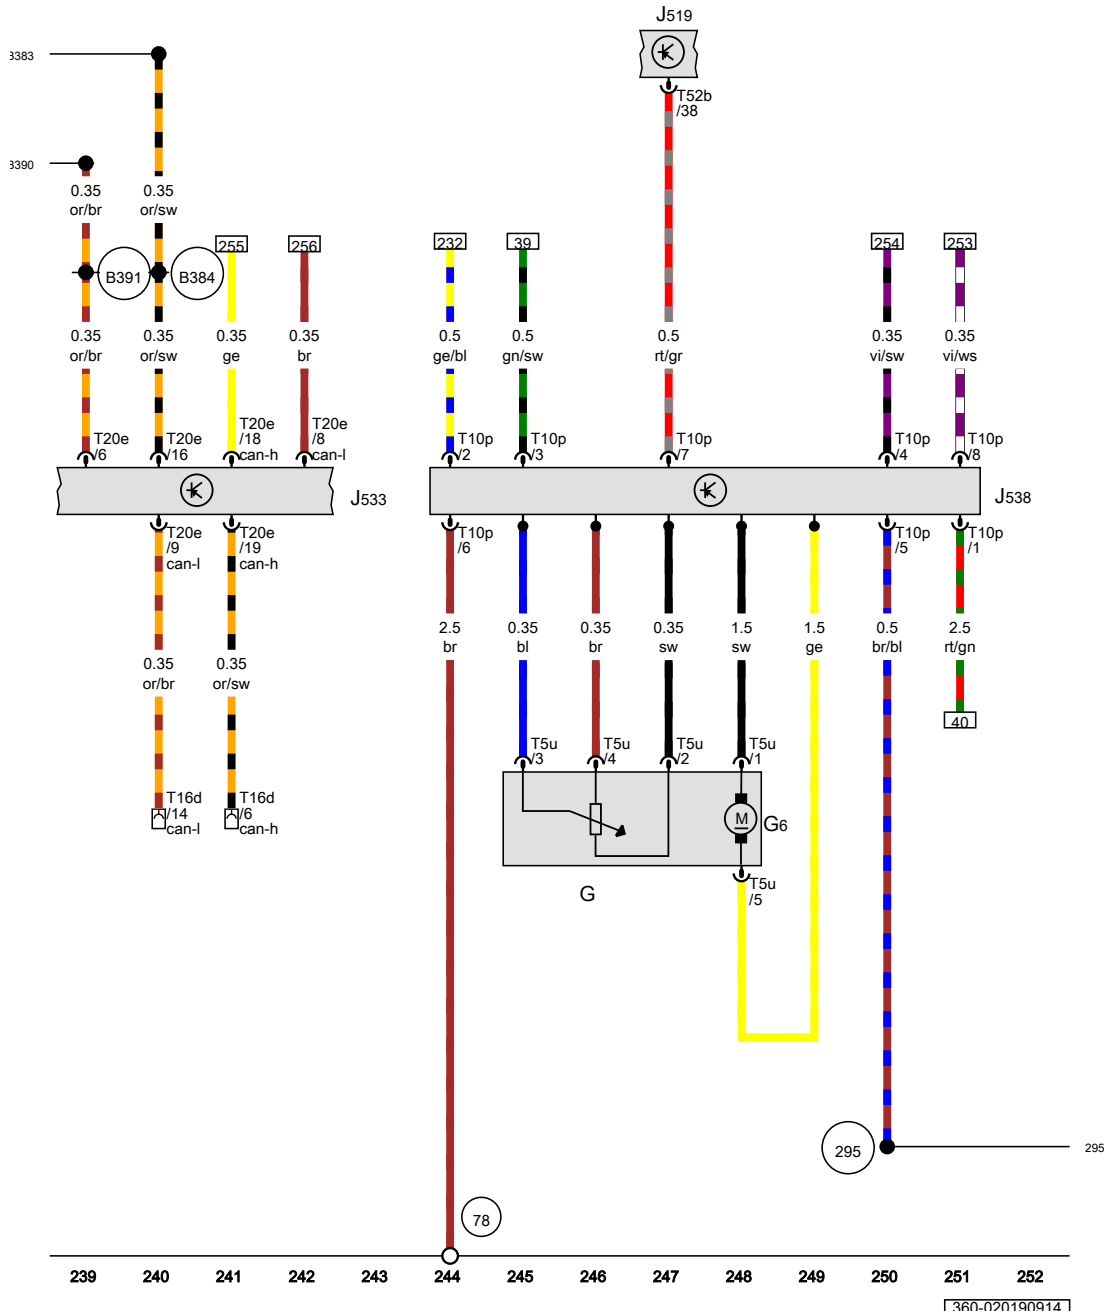 J519
B383
T52b
/38
B390
0.35
or/br
0.35
or/sw
255
256
232
39
254
253
B391
B384
0.35
or/br
0.35
or/sw
0.35
ge
0.35
br
0.5
ge/bl
0.5
gn/sw
0.5
rt/gr
0.35
vi/sw
0.35
vi/ws
T20e
/6
T20e
/16
T20e
/18
can-h
T20e
/8
can-l
T10p
/2
T10p
/3
T10p
/7
T10p
/4
T10p
/8
J533
J538
T20e
/9
can-l
T20e
/19
can-h
T10p
/6
T10p
/5
T10p
/1
2.5
br
0.35
bl
0.35
br
0.35
sw
1.5
sw
1.5
ge
0.5
br/bl
2.5
rt/gn
0.35
or/br
0.35
or/sw
40
T5u
/3
T5u
/4
T5u
/2
T5u
/1
T16d
/14
can-l
T16d
/6
can-h
M
G6
G
T5u
/5
295
295
78
239 240 241 242 243 244 245 246 247 248 249 250 251 252
360-020190914